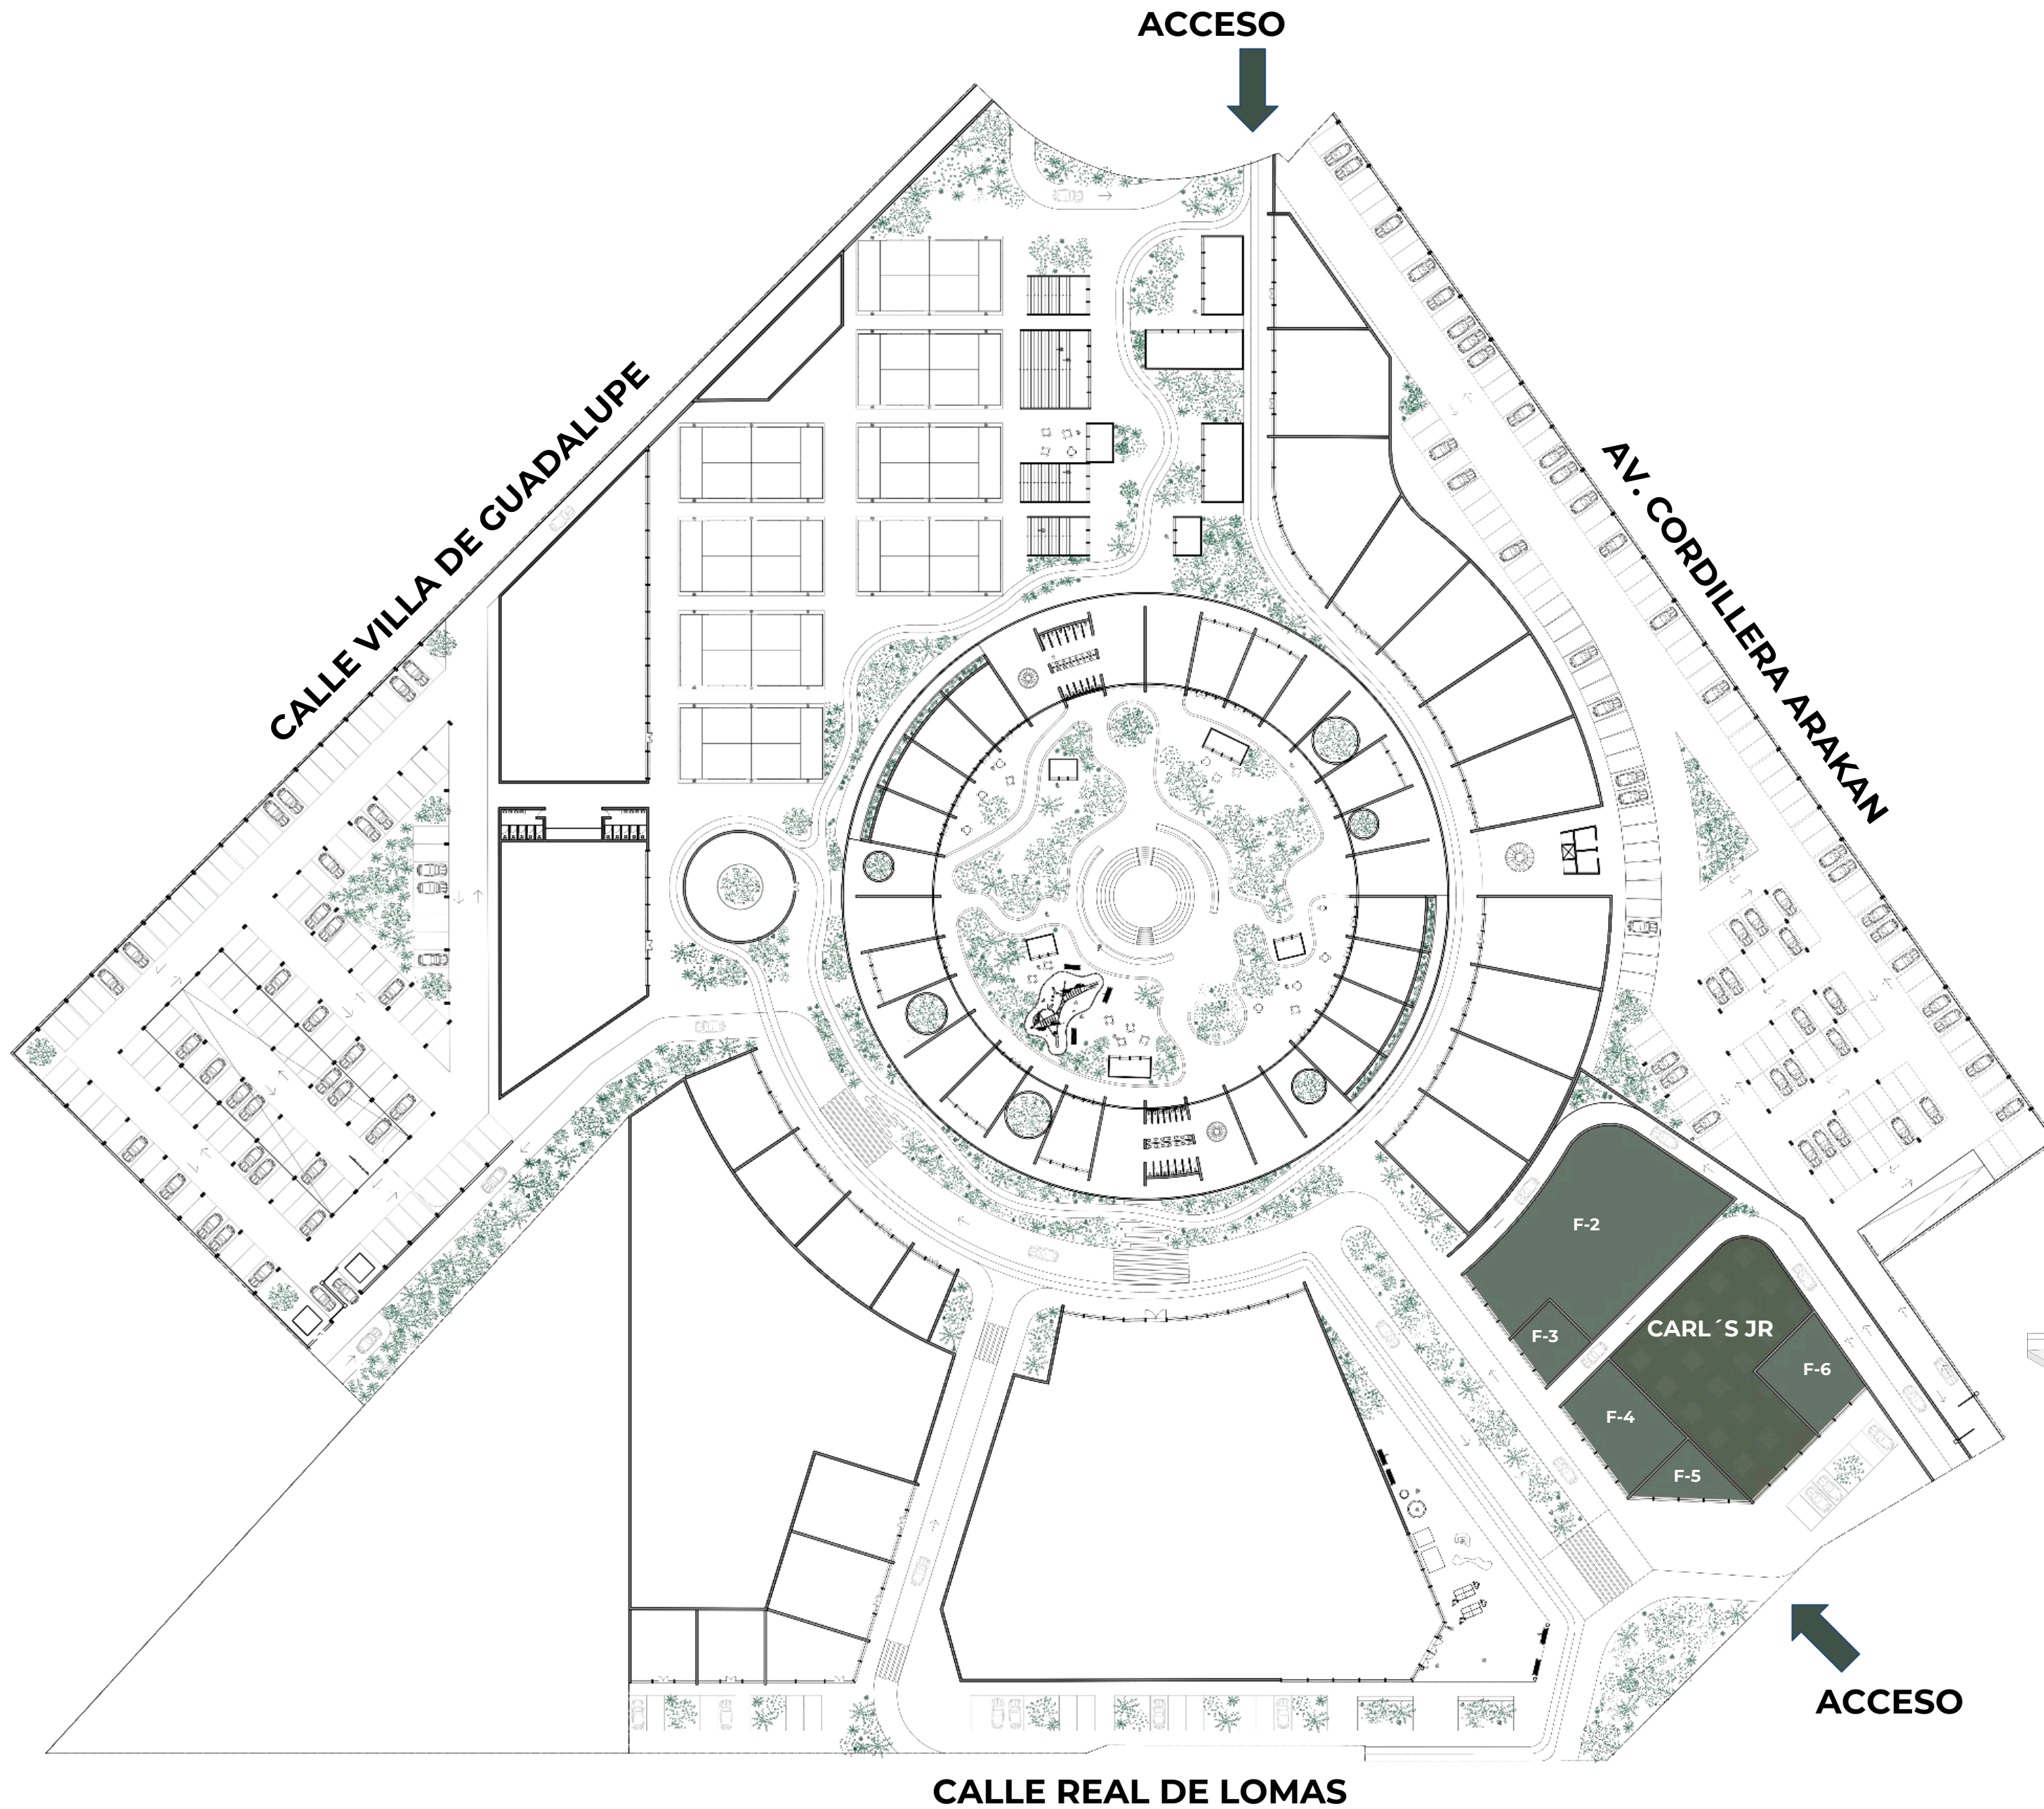 ACCESO
CALLE VILLA DE GUADALUPE
AV. CORDILLERA ARAKAN
F-2
F-3
CARL´S JR
F-6
F-4
F-5
ACCESO
CALLE REAL DE LOMAS